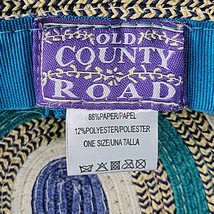 OLD
COUNTY
ROAD
88%PAPER/PAPEL
12%POLYESTER/POLIESTER
ONE SIZE/UNA TALLA